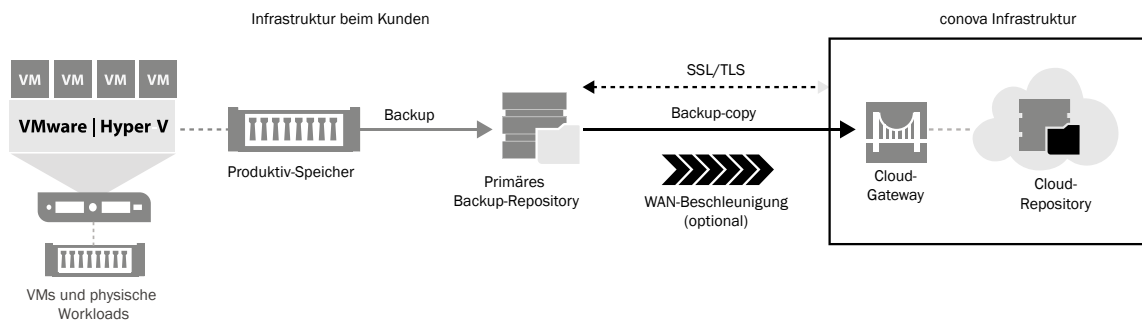 Infrastruktur beim Kunden
conova Infrastruktur
VM VM VM VM
VMware | Hyper V
Produktiv-Speicher
Backup
Primäres
Backup-Repository
SSL/TLS
Backup-copy
WAN-Beschleunigung
(optional)
Cloud-
Gateway
Cloud-
Repository
VMs und physische
Workloads